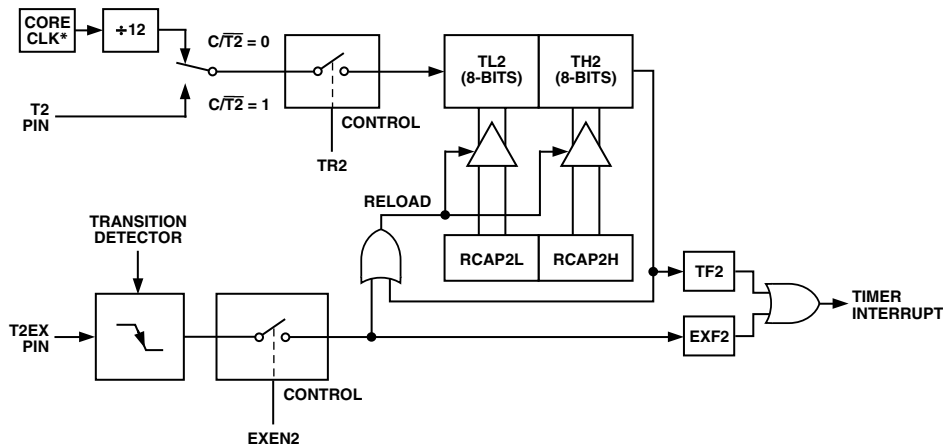 CORE
CLK*
÷12
C/T2̅ = 0
C/T2̅ = 1
T2
PIN
CONTROL
TR2
TL2
(8-BITS)
TH2
(8-BITS)
RELOAD
TRANSITION
DETECTOR
RCAP2L
RCAP2H
TF2
TIMER
INTERRUPT
T2EX
PIN
EXF2
CONTROL
EXEN2